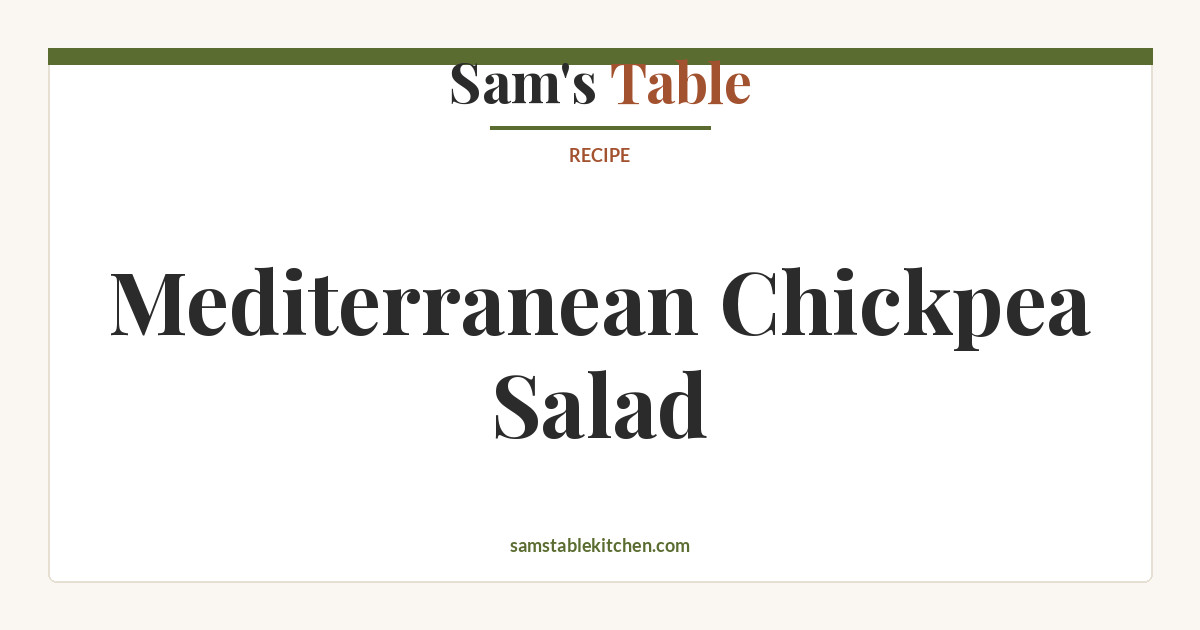 Sam's Table
RECIPE
Mediterranean Chickpea
Salad
samstablekitchen.com